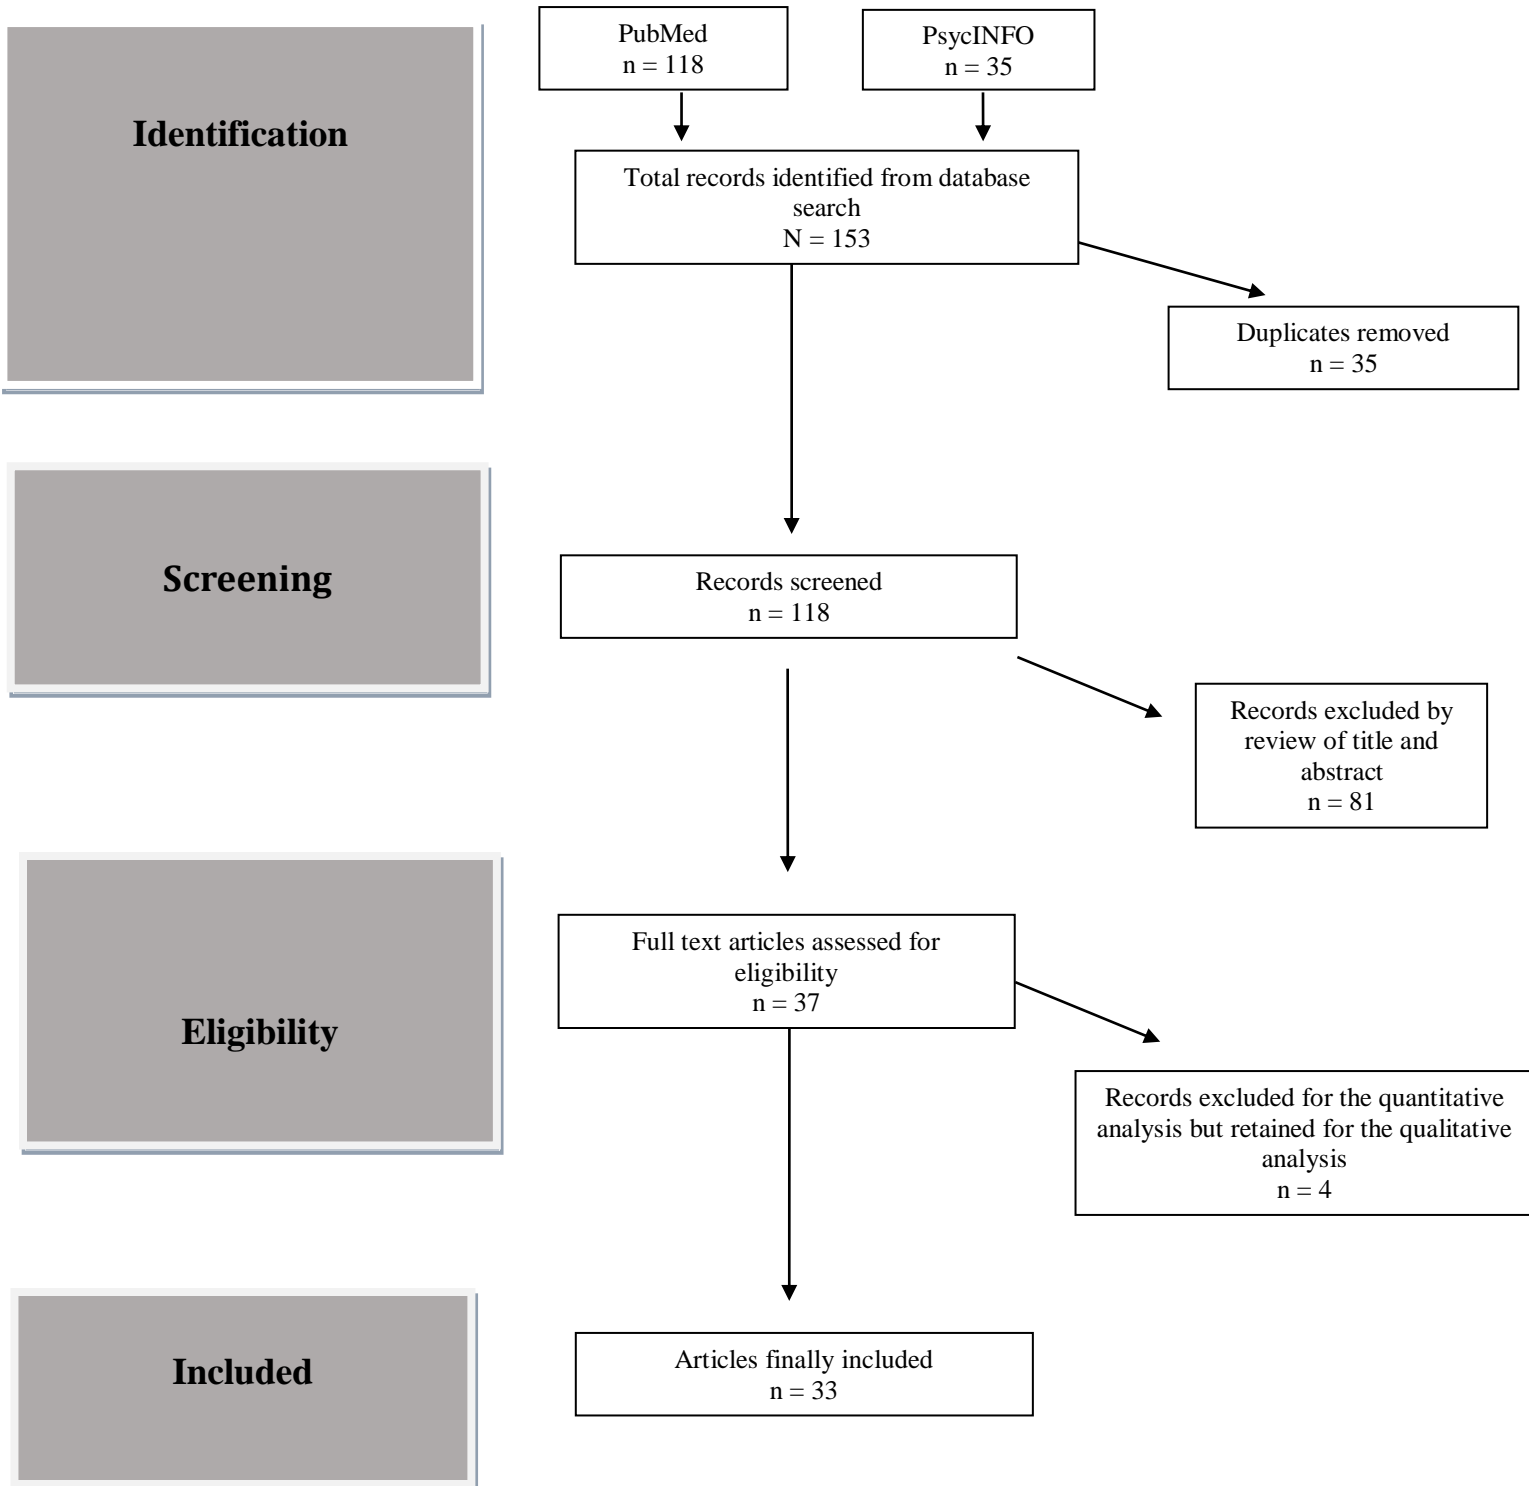 PubMed
n = 118
PsycINFO
n = 35
Identification
Total records identified from database
search
N = 153
Duplicates removed
n = 35
Screening
Records screened
n = 118
Records excluded by
review of title and
abstract
n = 81
Eligibility
Full text articles assessed for
eligibility
n = 37
Records excluded for the quantitative
analysis but retained for the qualitative
analysis
n = 4
Included
Articles finally included
n = 33